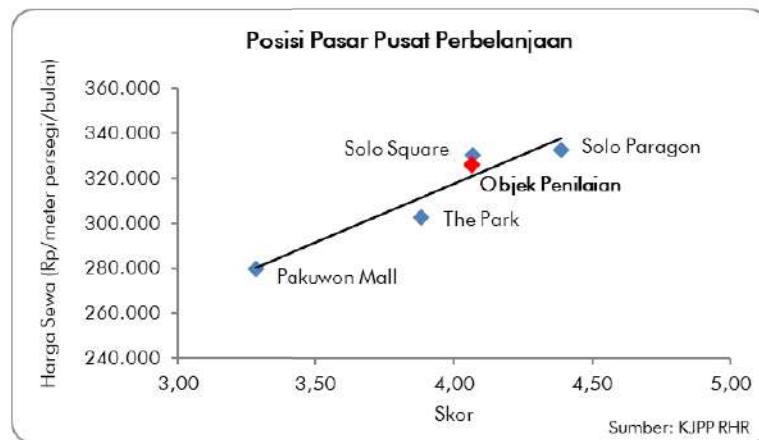 Posisi Pasar Pusat Perbelanjaan
Harga Sewa (Rp/meter persegi/bulan)
360.000
340.000
320.000
300.000
280.000
260.000
240.000
Solo Square
Solo Paragon
Objek Penilaian
The Park
Pakuwon Mall
3,00 3,50 4,00 4,50 5,00
Skor
Sumber: KJPP RHR